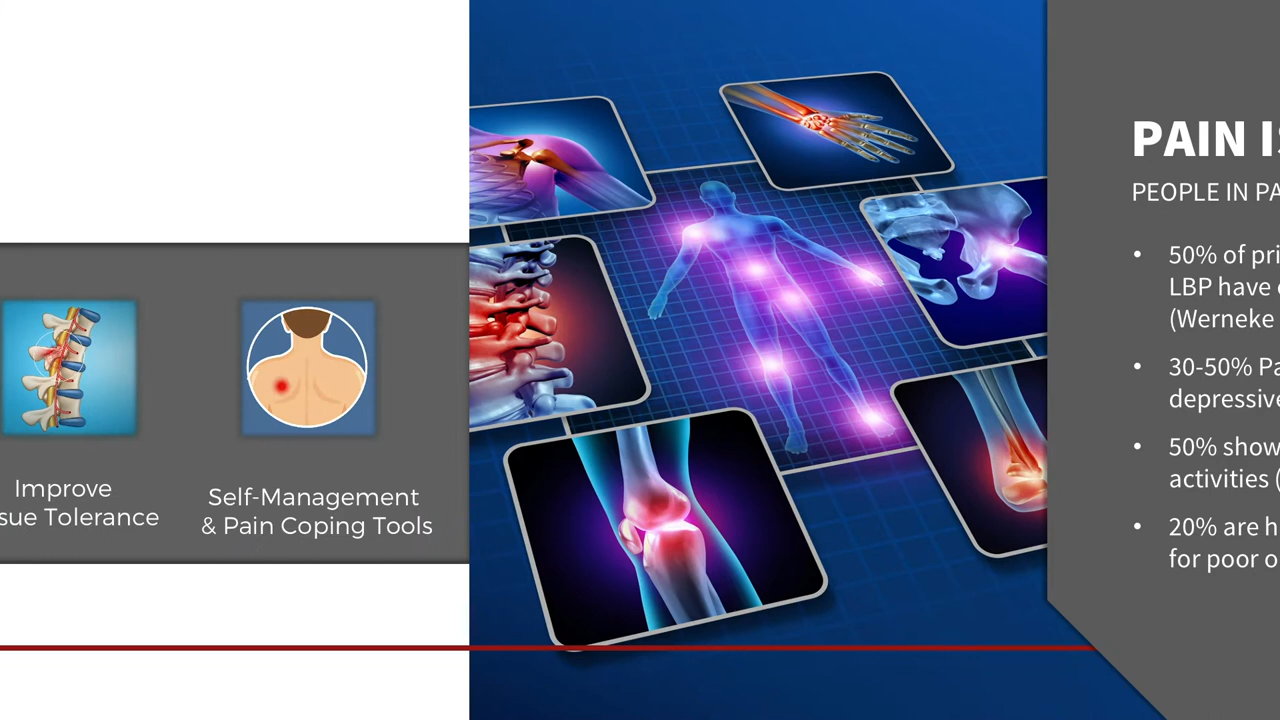 Improve
sue Tolerance
Self-Management
& Pain Coping Tools
PAIN I
PEOPLE IN PA
• 50% of pri
LBP have
(Werneke
• 30-50% Pa
depressive
• 50% show
activities (
• 20% are h
for poor o